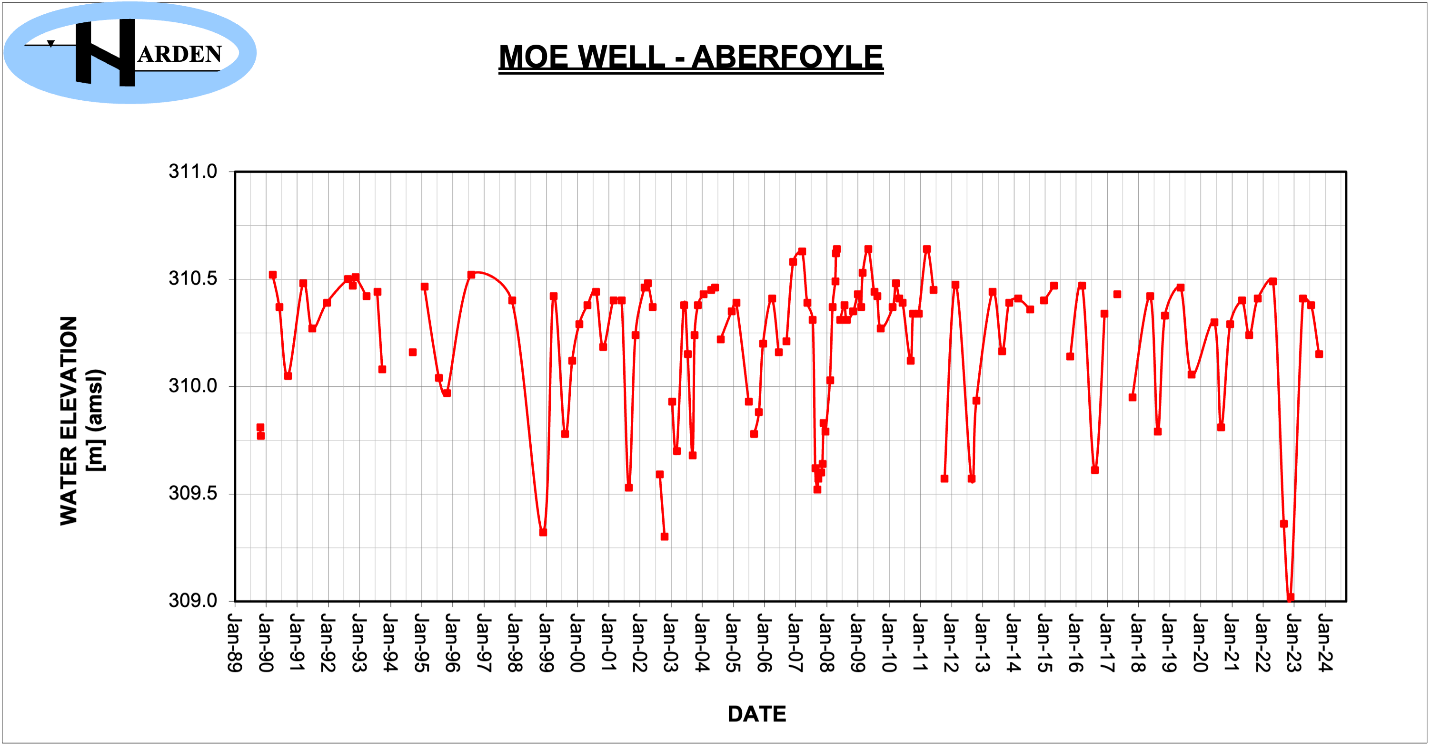 HARDEN
MOE WELL - ABERFOYLE
311.0
310.5
310.0
309.5
309.0
WATER ELEVATION
[m] (amsl)
Jan-89
Jan-90
Jan-91
Jan-92
Jan-93
Jan-94
Jan-95
Jan-96
Jan-97
Jan-98
Jan-99
Jan-00
Jan-01
Jan-02
Jan-03
Jan-04
Jan-05
Jan-06
Jan-07
Jan-08
Jan-09
Jan-10
Jan-11
Jan-12
Jan-13
Jan-14
Jan-15
Jan-16
Jan-17
Jan-18
Jan-19
Jan-20
Jan-21
Jan-22
Jan-23
Jan-24
DATE